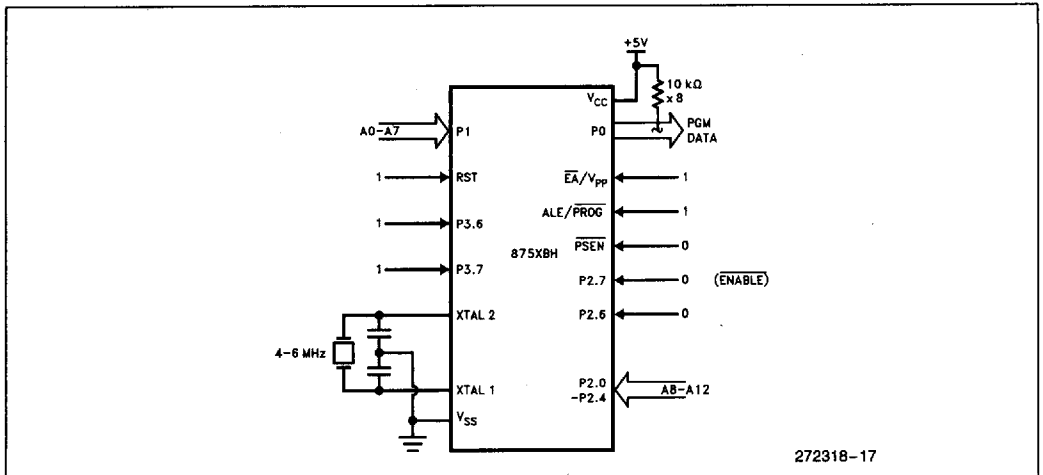 +5V
10 kΩ
x 8
VCC
A0-A7
P1
P0
PGM
DATA
1
RST
EA/VPP
1
ALE/PROG
1
1
P3.6
PSEN
0
875XBH
1
P3.7
P2.7
0
(ENABLE)
P2.6
0
XTAL 2
4-6 MHz
XTAL 1
P2.0
-P2.4
A8-A12
VSS
272318-17